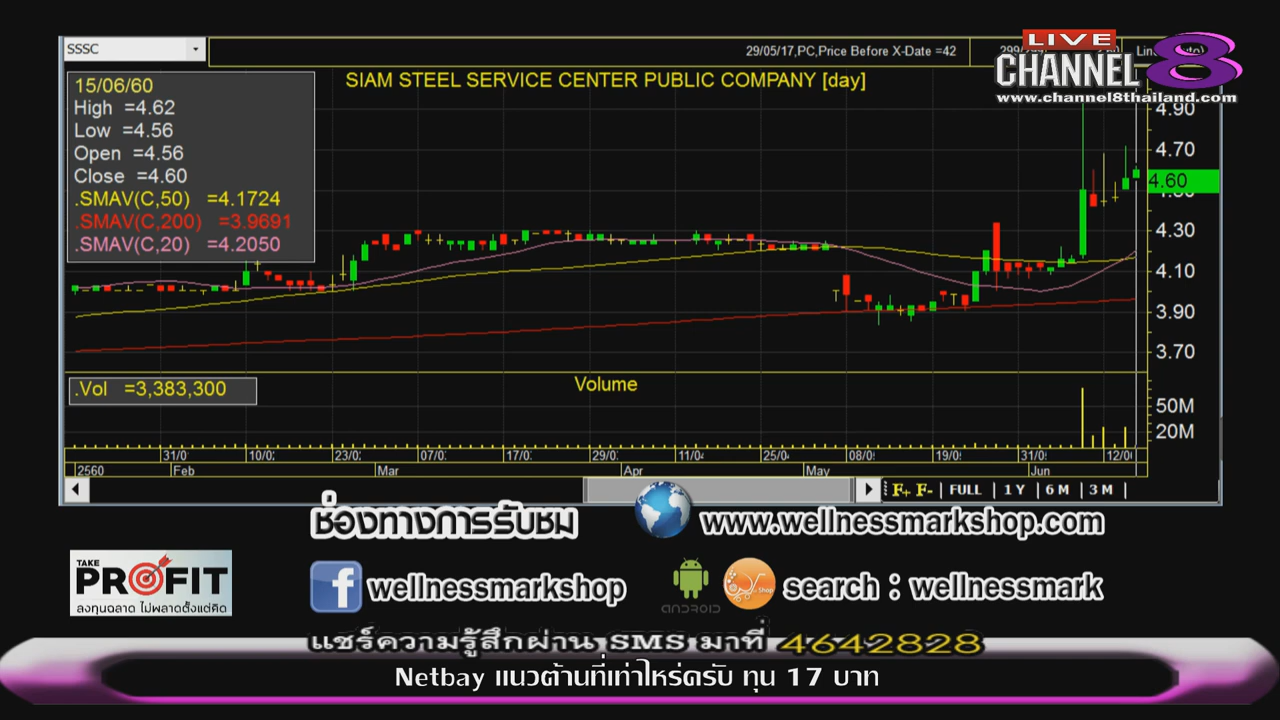 SSSC
29/05/17,PC,Price Before X-Date =42
LIVE
CHANNEL 8
www.channel8thailand.com
SIAM STEEL SERVICE CENTER PUBLIC COMPANY [day]
15/06/60
High =4.62
Low =4.56
Open =4.56
Close =4.60
.SMAV(C,50) =4.1724
.SMAV(C,200) =3.9691
.SMAV(C,20) =4.2050
4.90
4.70
4.60
4.30
4.10
3.90
3.70
.Vol =3,383,300
Volume
50M
20M
31/0 10/0 23/0 07/0 17/0 29/0 11/0 25/0 08/0 19/0 31/0 12/0
2560 Feb Mar Apr May Jun
F+ F- | FULL | 1 Y | 6 M | 3 M |
ช่องทางการรับชม
www.wellnessmarkshop.com
TAKE PROFIT
ลงทุนฉลาด ไม่พลาดตั้งแต่คิด
wellnessmarkshop
ANDROID
Shop
search : wellnessmark
แชร์ความรู้สึกผ่าน SMS มาที่ 4642828
Netbay แนวต้านที่เท่าไหร่ครับ ทุน 17 บาท